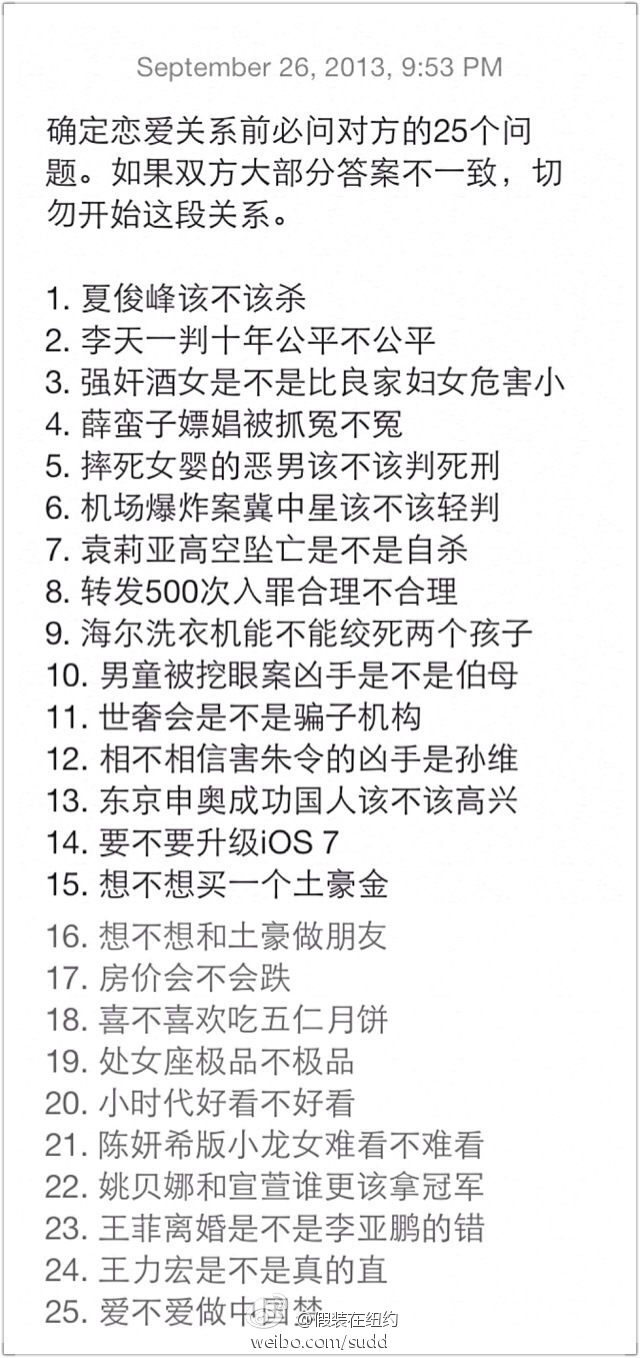 September 26, 2013, 9:53 PM
确定恋爱关系前必问对方的25个问
题。如果双方大部分答案不一致，切
勿开始这段关系。
1. 夏俊峰该不该杀
2. 李天一判十年公平不公平
3. 强奸酒女是不是比良家妇女危害小
4. 薛蛮子嫖娼被抓冤不冤
5. 摔死女婴的恶男该不该判死刑
6. 机场爆炸案冀中星该不该轻判
7. 袁莉亚高空坠亡是不是自杀
8. 转发500次入罪合理不合理
9. 海尔洗衣机能不能绞死两个孩子
10. 男童被挖眼案凶手是不是伯母
11. 世奢会是不是骗子机构
12. 相不相信害朱令的凶手是孙维
13. 东京申奥成功国人该不该高兴
14. 要不要升级iOS 7
15. 想不想买一个土豪金
16. 想不想和土豪做朋友
17. 房价会不会跌
18. 喜不喜欢吃五仁月饼
19. 处女座极品不极品
20. 小时代好看不好看
21. 陈妍希版小龙女难看不难看
22. 姚贝娜和宣萱谁更该拿冠军
23. 王菲离婚是不是李亚鹏的错
24. 王力宏是不是真的直
25. 爱不爱做中国梦
@假装在纽约
weibo.com/sudd